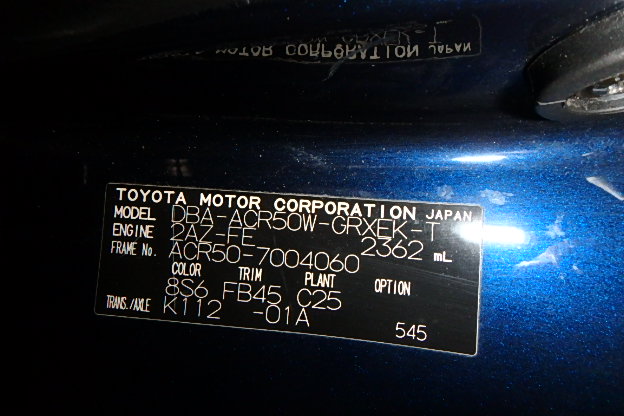 TOYOTA MOTOR CORPORATION JAPAN
MODEL DBA-ACR50W-GRXEK-T
ENGINE 2AZ-FE 2362 mL
FRAME No. ACR50-7004060
COLOR TRIM PLANT OPTION
8S6 FB45 C25
TRANS./AXLE K112 -01A
545